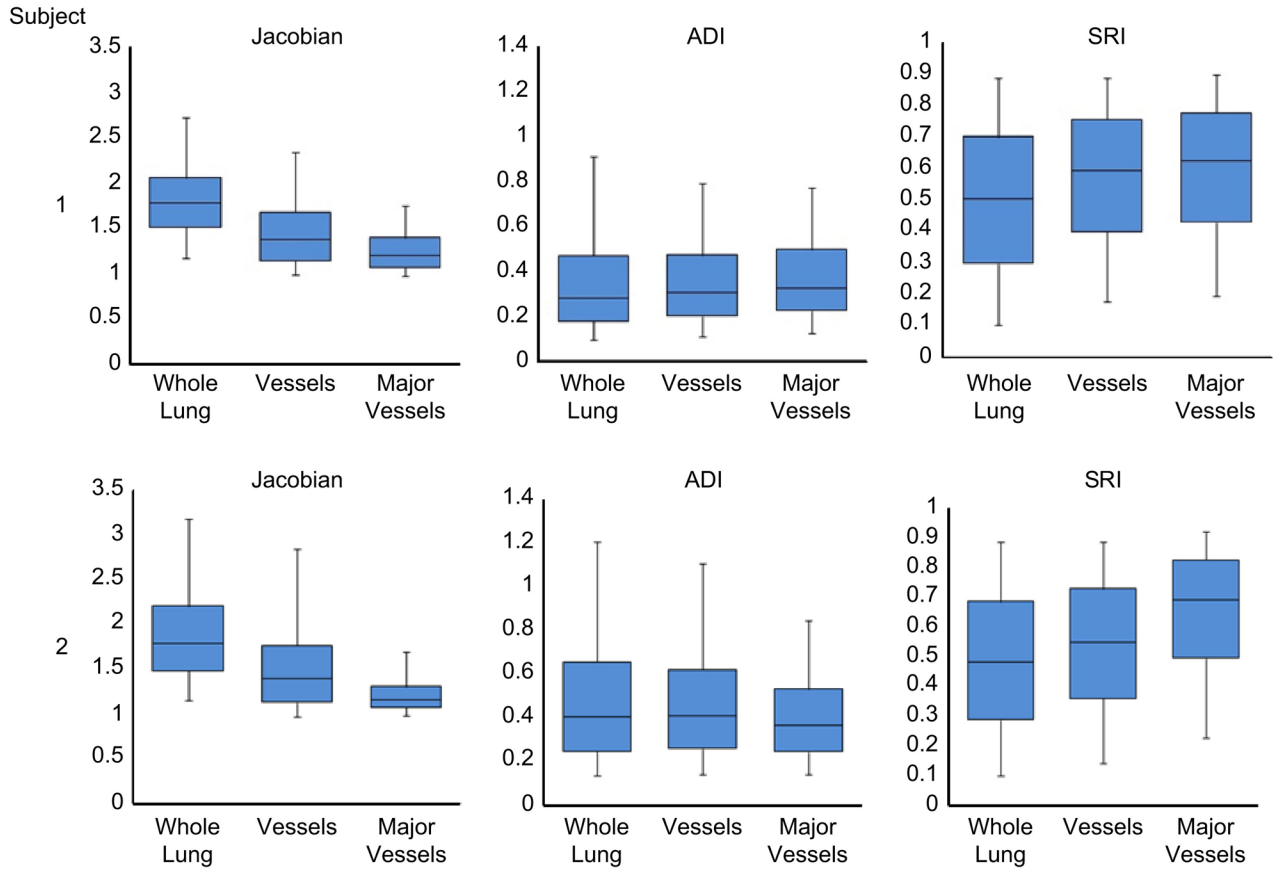 Subject
Jacobian
3.5
3
2.5
2
1.5
1
0.5
0
Whole
Lung
Vessels
Major
Vessels
ADI
1.4
1.2
1
0.8
0.6
0.4
0.2
0
Whole
Lung
Vessels
Major
Vessels
SRI
1
0.9
0.8
0.7
0.6
0.5
0.4
0.3
0.2
0.1
0
Whole
Lung
Vessels
Major
Vessels
1
Jacobian
3.5
3
2.5
2
1.5
1
0.5
0
Whole
Lung
Vessels
Major
Vessels
ADI
1.4
1.2
1
0.8
0.6
0.4
0.2
0
Whole
Lung
Vessels
Major
Vessels
SRI
1
0.9
0.8
0.7
0.6
0.5
0.4
0.3
0.2
0.1
0
Whole
Lung
Vessels
Major
Vessels
2